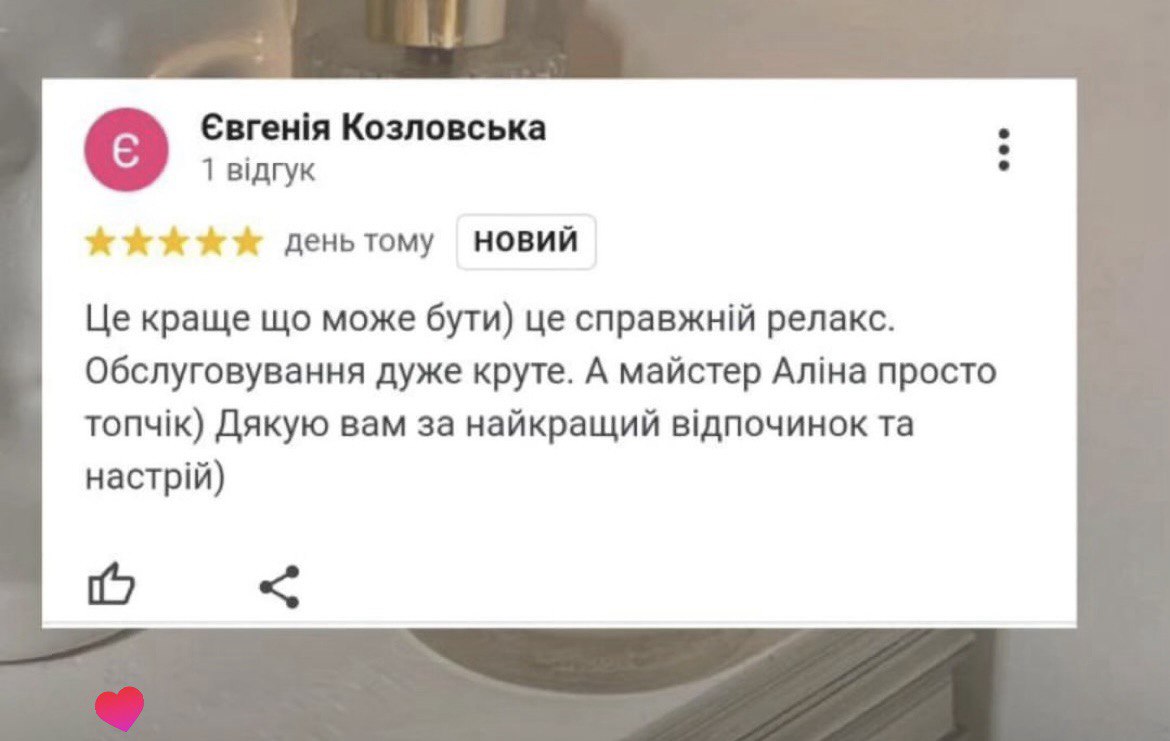 Є
Євгенія Козловська
1 відгук
день тому НОВИЙ
Це краще що може бути) це справжній релакс.
Обслуговування дуже круте. А майстер Аліна просто
топчік) Дякую вам за найкращий відпочинок та
настрій)